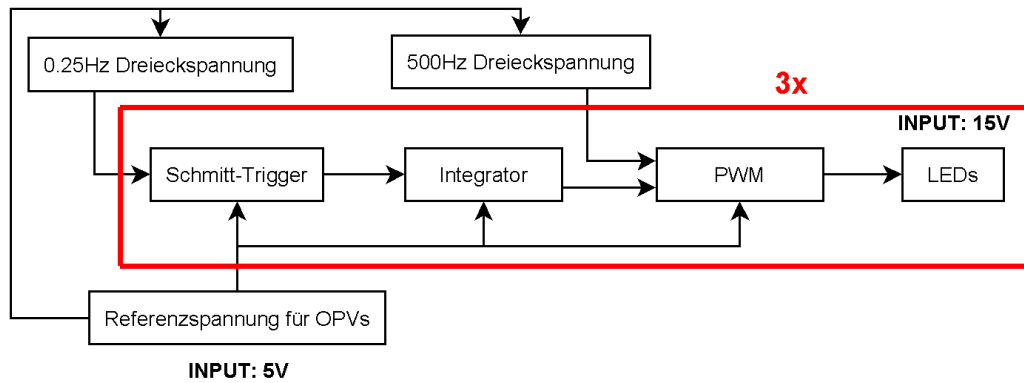 0.25Hz Dreieckspannung
500Hz Dreieckspannung
3x
INPUT: 15V
Schmitt-Trigger
Integrator
PWM
LEDs
Referenzspannung für OPVs
INPUT: 5V